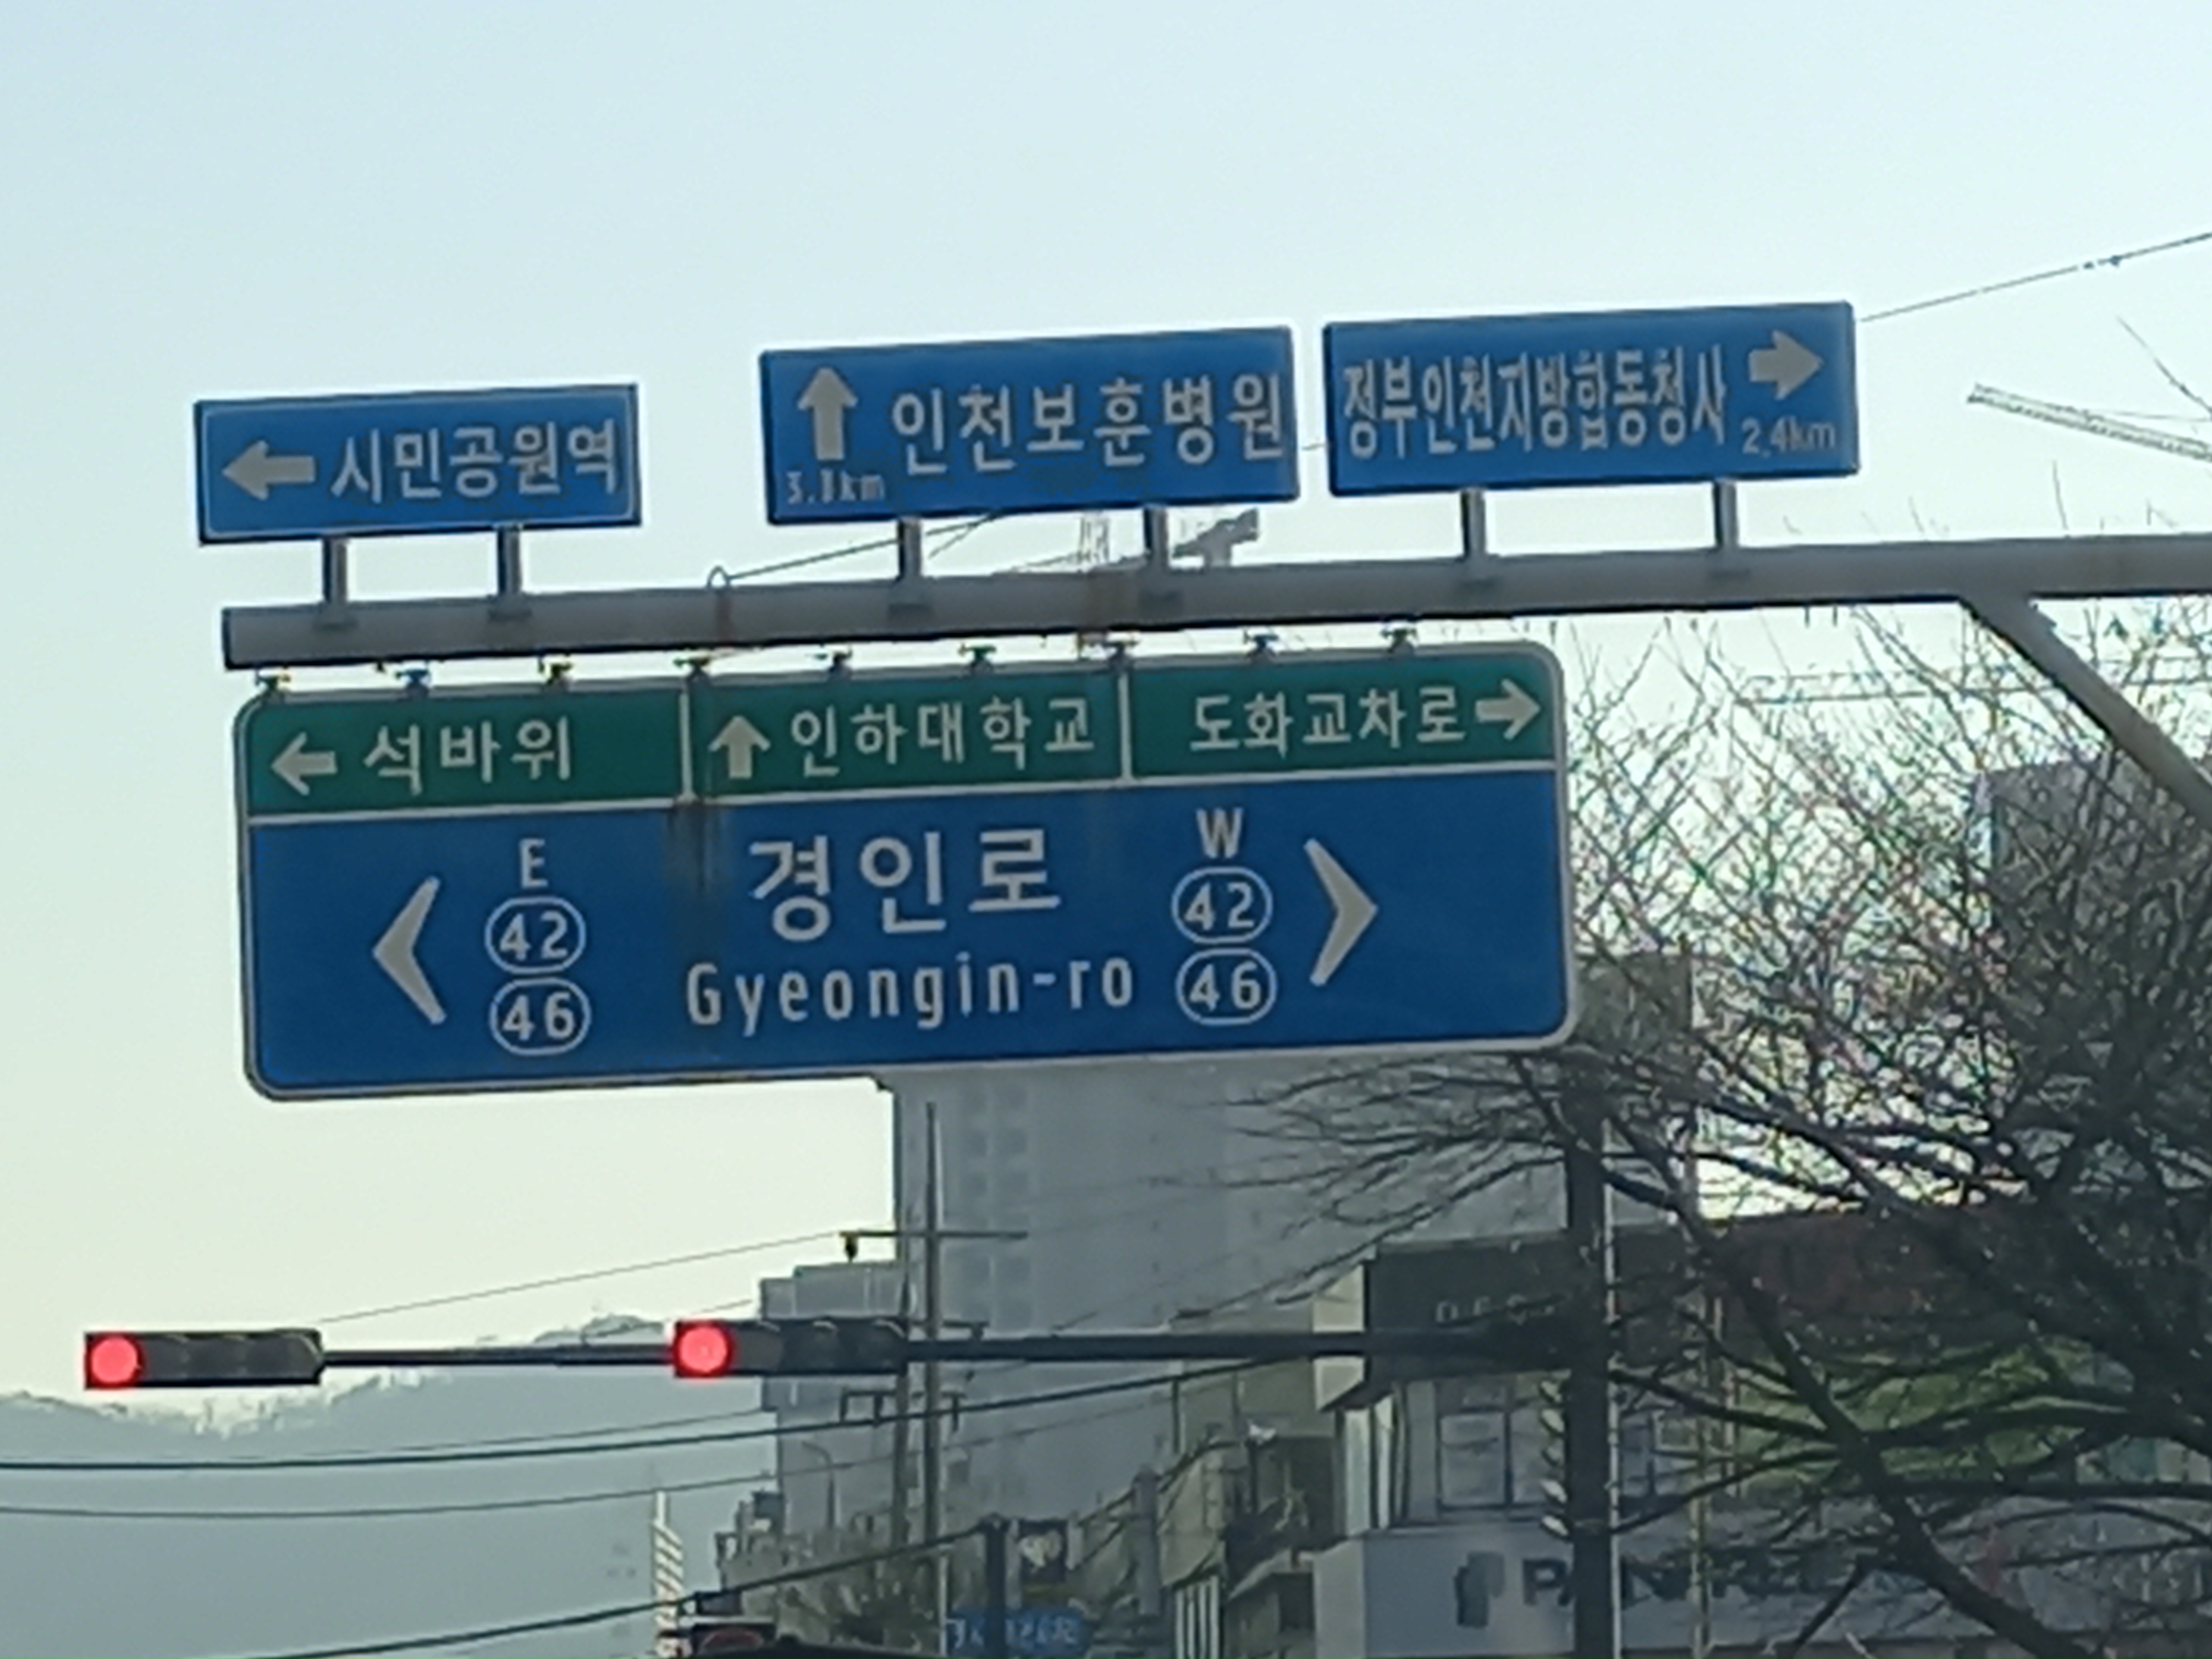 시민공원역
인천보훈병원
3.8km
정부인천지방합동청사
2.4km
석바위
인하대학교
도화교차로
E
42
46
경인로
Gyeongin-ro
W
42
46